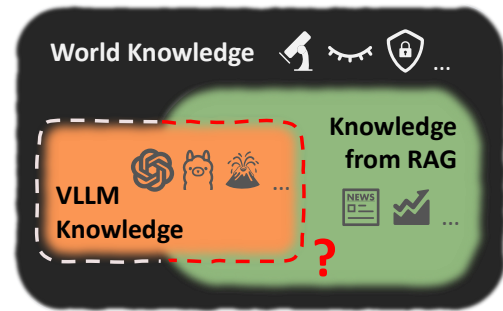 World Knowledge ...
Knowledge
from RAG
NEWS
...
...
VLLM
Knowledge
?